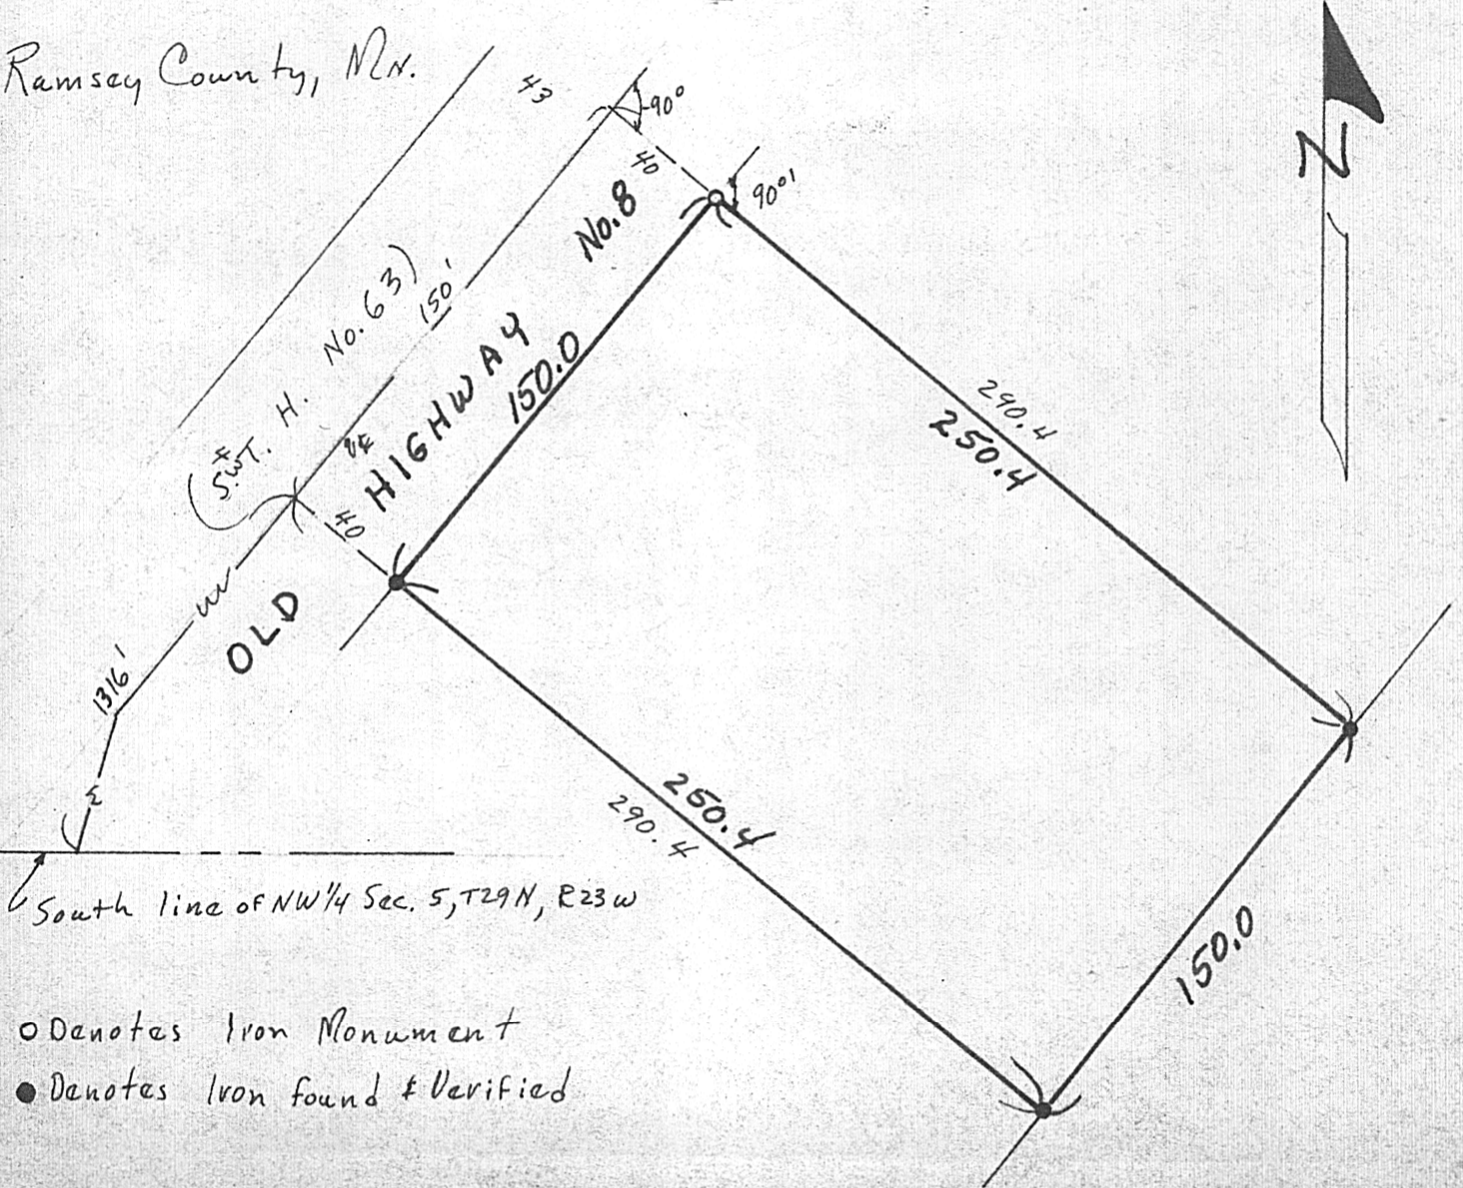 Ramsey County, MN.
43
90°
40
90°'
N
No. 8
(S.T. H. No. 63)
150'
HIGHWAY
150.0
290.4
250.4
40
OLD
1316'
250.4
290.4
150.0
South line of NW 1/4 Sec. 5, T29N, R23W
o Denotes Iron Monument
● Denotes Iron found & Verified